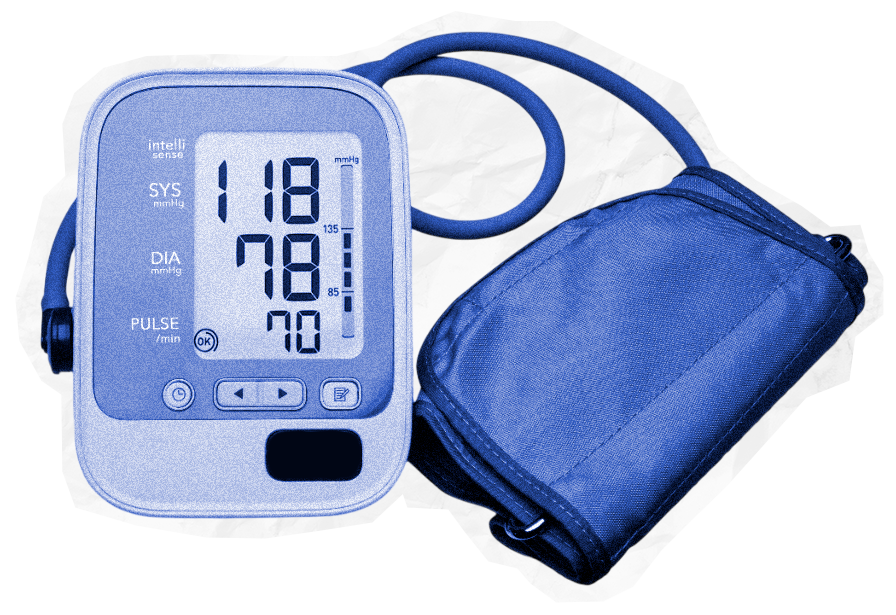 intelli
sense
SYS
mmHg
118
mmHg
135
DIA
mmHg
78
85
PULSE
/min
70
OK